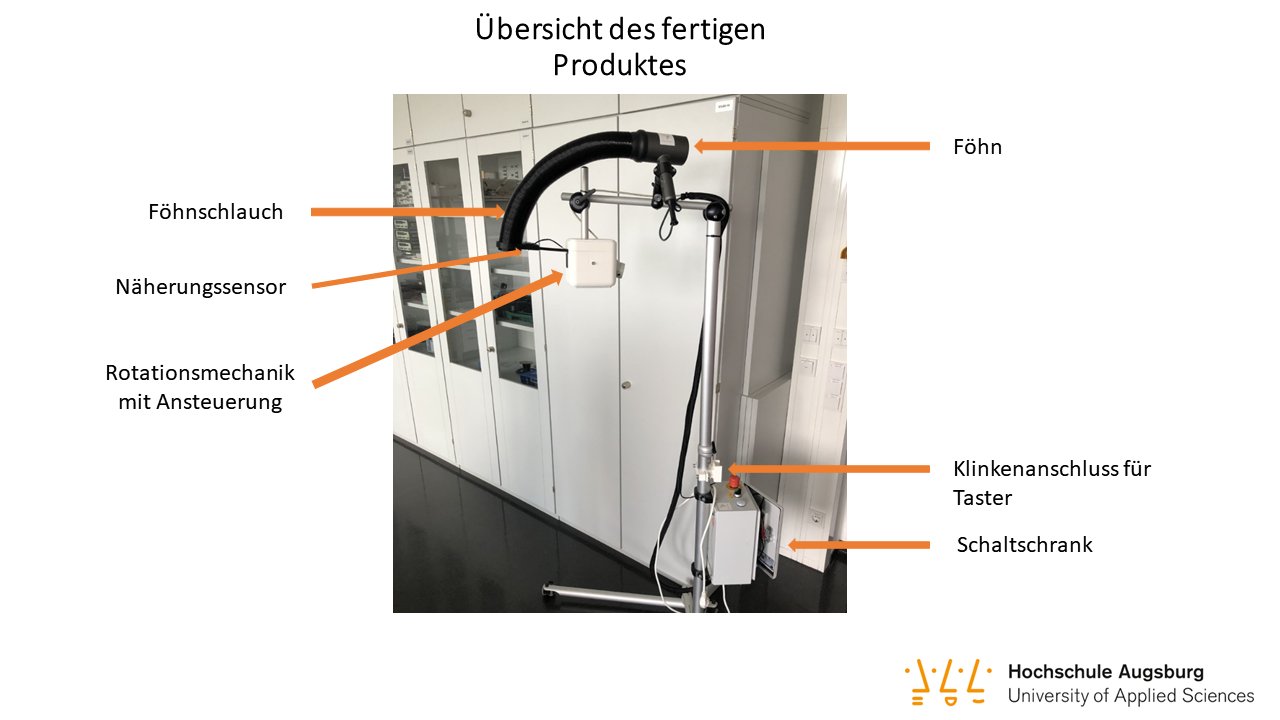 Übersicht des fertigen
Produktes
Föhn
Föhnschlauch
Näherungssensor
Rotationsmechanik
mit Ansteuerung
Klinkenanschluss für
Taster
Schaltschrank
Hochschule Augsburg
University of Applied Sciences